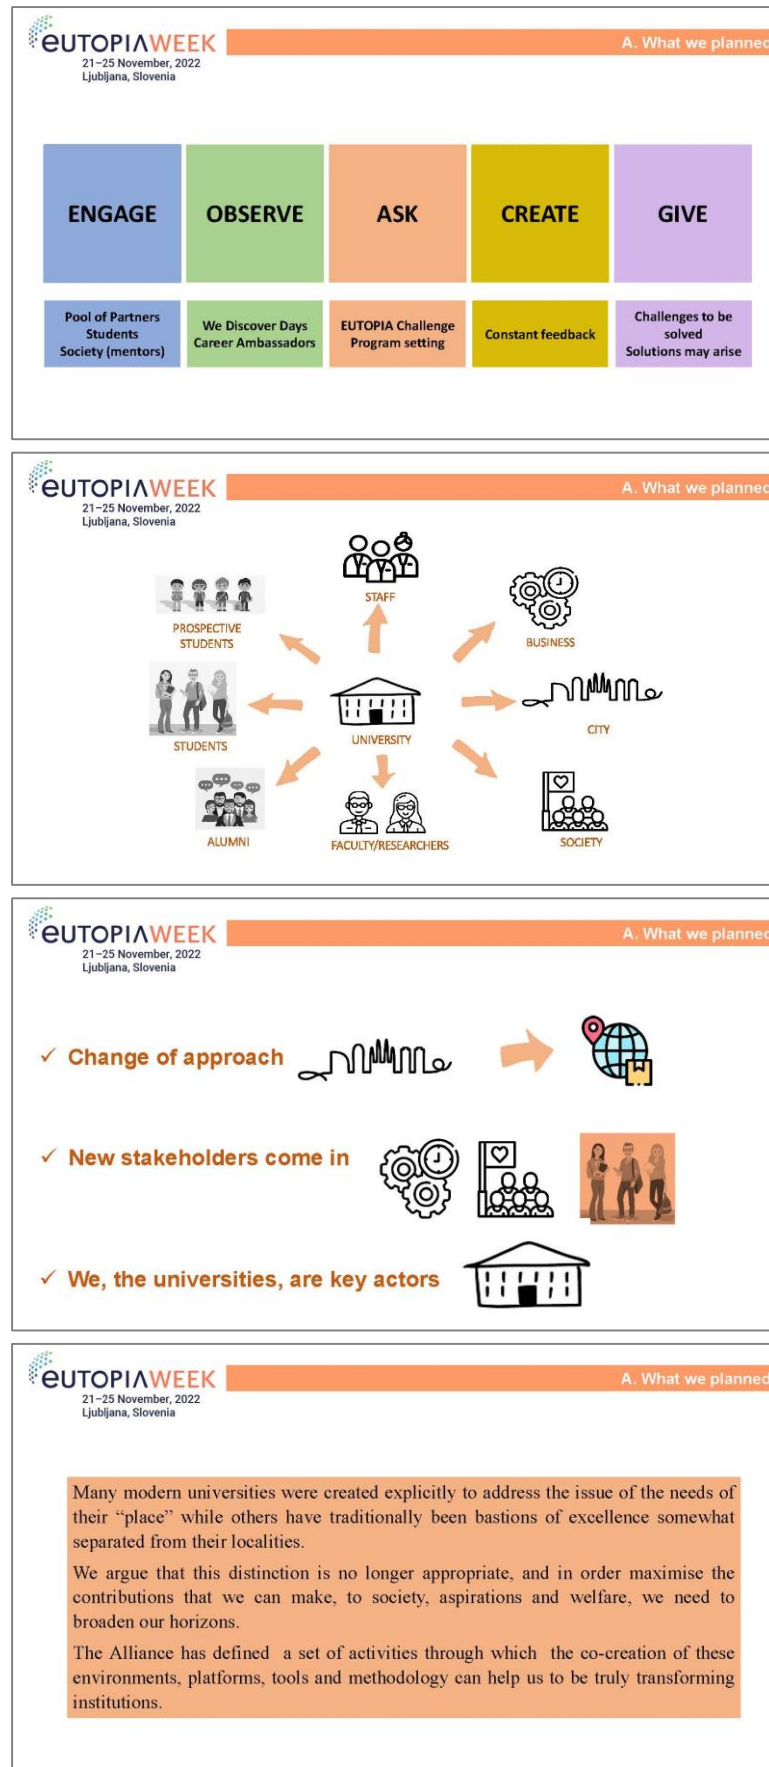 eUTOPIAWEEK
21–25 November, 2022
Ljubljana, Slovenia
A. What we planned
ENGAGE
OBSERVE
ASK
CREATE
GIVE
Pool of Partners
Students
Society (mentors)
We Discover Days
Career Ambassadors
EUTOPIA Challenge
Program setting
Constant feedback
Challenges to be
solved
Solutions may arise
eUTOPIAWEEK
21–25 November, 2022
Ljubljana, Slovenia
A. What we planned
STAFF
PROSPECTIVE
STUDENTS
BUSINESS
STUDENTS
UNIVERSITY
CITY
ALUMNI
FACULTY/RESEARCHERS
SOCIETY
eUTOPIAWEEK
21–25 November, 2022
Ljubljana, Slovenia
A. What we planned
✓ Change of approach
✓ New stakeholders come in
✓ We, the universities, are key actors
eUTOPIAWEEK
21–25 November, 2022
Ljubljana, Slovenia
A. What we planned
Many modern universities were created explicitly to address the issue of the needs of
their “place” while others have traditionally been bastions of excellence somewhat
separated from their localities.
We argue that this distinction is no longer appropriate, and in order maximise the
contributions that we can make, to society, aspirations and welfare, we need to
broaden our horizons.
The Alliance has defined a set of activities through which the co-creation of these
environments, platforms, tools and methodology can help us to be truly transforming
institutions.